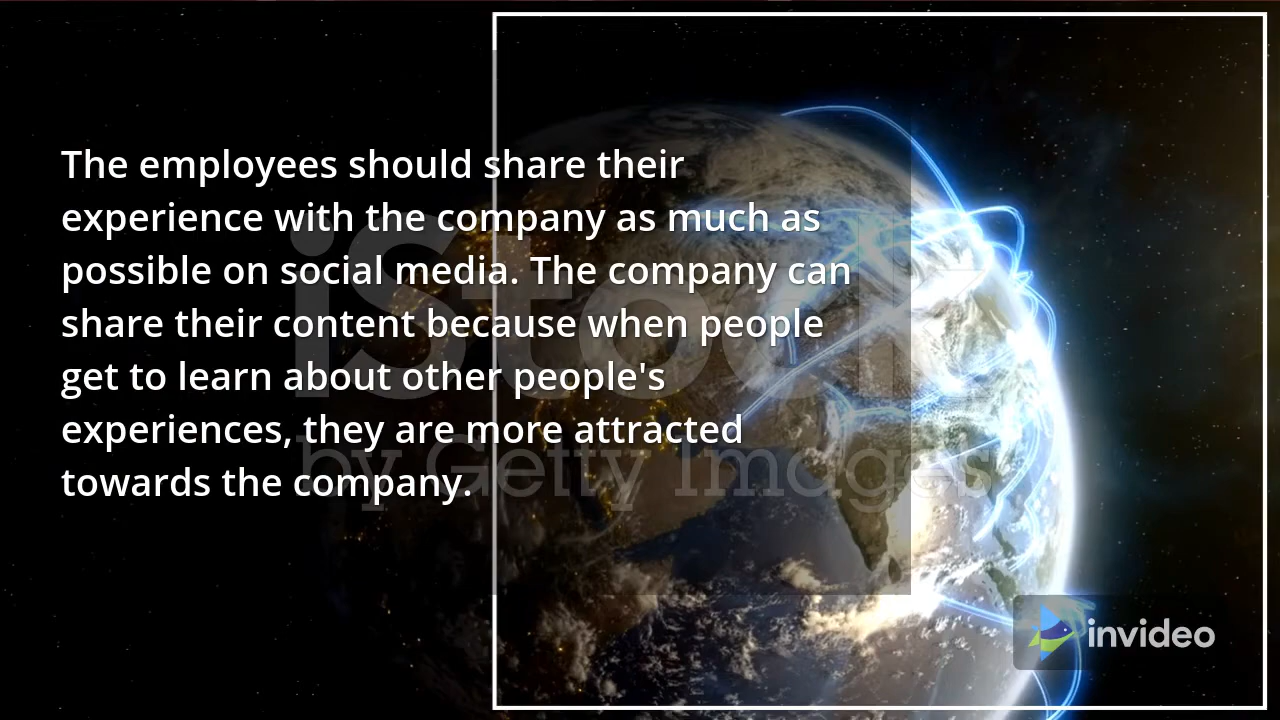 The employees should share their
experience with the company as much as
possible on social media. The company can
share their content because when people
get to learn about other people's
experiences, they are more attracted
towards the company.
iStock
by Getty Images
invideo